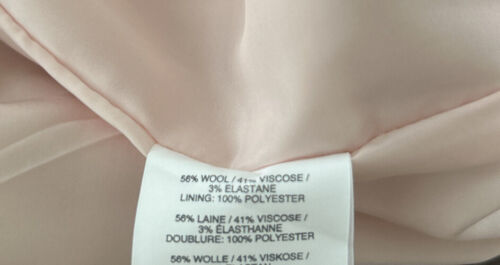 56% WOOL / 41% VISCOSE /
3% ELASTANE
LINING: 100% POLYESTER
56% LAINE / 41% VISCOSE /
3% ÉLASTHANNE
DOUBLURE: 100% POLYESTER
56% WOLLE / 41% VISKOSE /